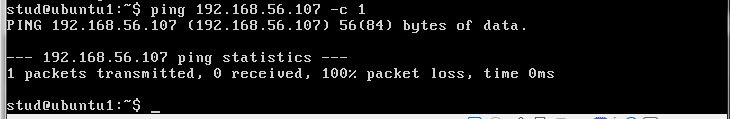 stud@ubuntu1:~$ ping 192.168.56.107 -c 1
PING 192.168.56.107 (192.168.56.107) 56(84) bytes of data.
--- 192.168.56.107 ping statistics ---
1 packets transmitted, 0 received, 100% packet loss, time 0ms
stud@ubuntu1:~$ _